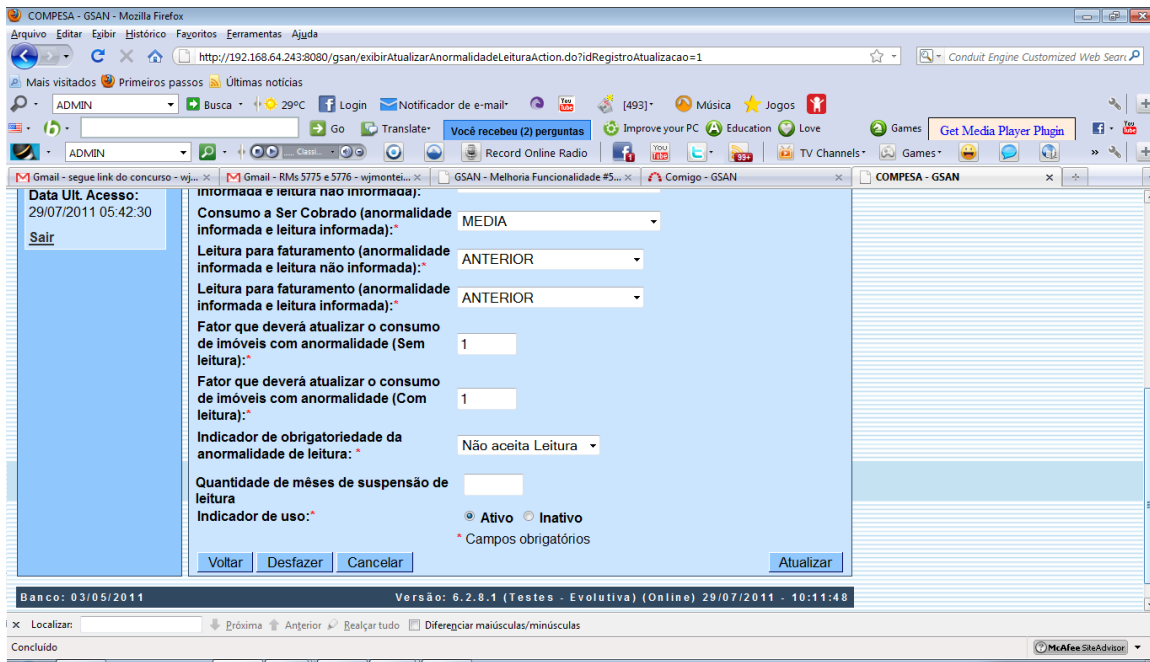 COMPESA - GSAN - Mozilla Firefox
Arquivo Editar Exibir Histórico Favoritos Ferramentas Ajuda
http://192.168.64.243:8080/gsan/exibirAtualizarAnormalidadeLeituraAction.do?idRegistroAtualizacao=1 Conduit Engine Customized Web Searc
Mais visitados Primeiros passos Últimas notícias
ADMIN Busca 29ºC Login Notificador de e-mail You Tube [493] Música Jogos
Go Translate Você recebeu (2) perguntas Improve your PC Education Love Games Get Media Player Plugin
ADMIN Classi... Record Online Radio You 99+ TV Channels Games
Gmail - segue link do concurso - wj... Gmail - RMs 5775 e 5776 - wjmontei... GSAN - Melhoria Funcionalidade #5... Comigo - GSAN COMPESA - GSAN
Data Ult. Acesso:
29/07/2011 05:42:30
Sair
informada e leitura não informada):
Consumo a Ser Cobrado (anormalidade
informada e leitura informada):* MEDIA
Leitura para faturamento (anormalidade
informada e leitura não informada):* ANTERIOR
Leitura para faturamento (anormalidade
informada e leitura informada):* ANTERIOR
Fator que deverá atualizar o consumo
de imóveis com anormalidade (Sem
leitura):* 1
Fator que deverá atualizar o consumo
de imóveis com anormalidade (Com
leitura):* 1
Indicador de obrigatoriedade da
anormalidade de leitura: * Não aceita Leitura
Quantidade de mêses de suspensão de
leitura
Indicador de uso:* Ativo Inativo
* Campos obrigatórios
Voltar Desfazer Cancelar Atualizar
Banco: 03/05/2011 Versão: 6.2.8.1 (Testes - Evolutiva) (Online) 29/07/2011 - 10:11:48
x Localizar: Próxima Anterior Realçar tudo Diferenciar maiúsculas/minúsculas
Concluído McAfee SiteAdvisor